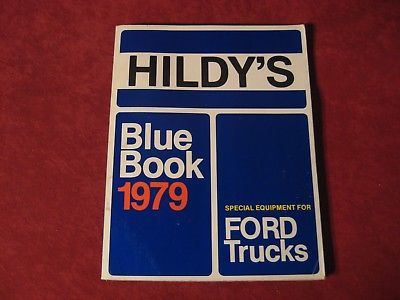 HILDY'S
Blue
Book
1979
SPECIAL EQUIPMENT FOR
FORD
Trucks